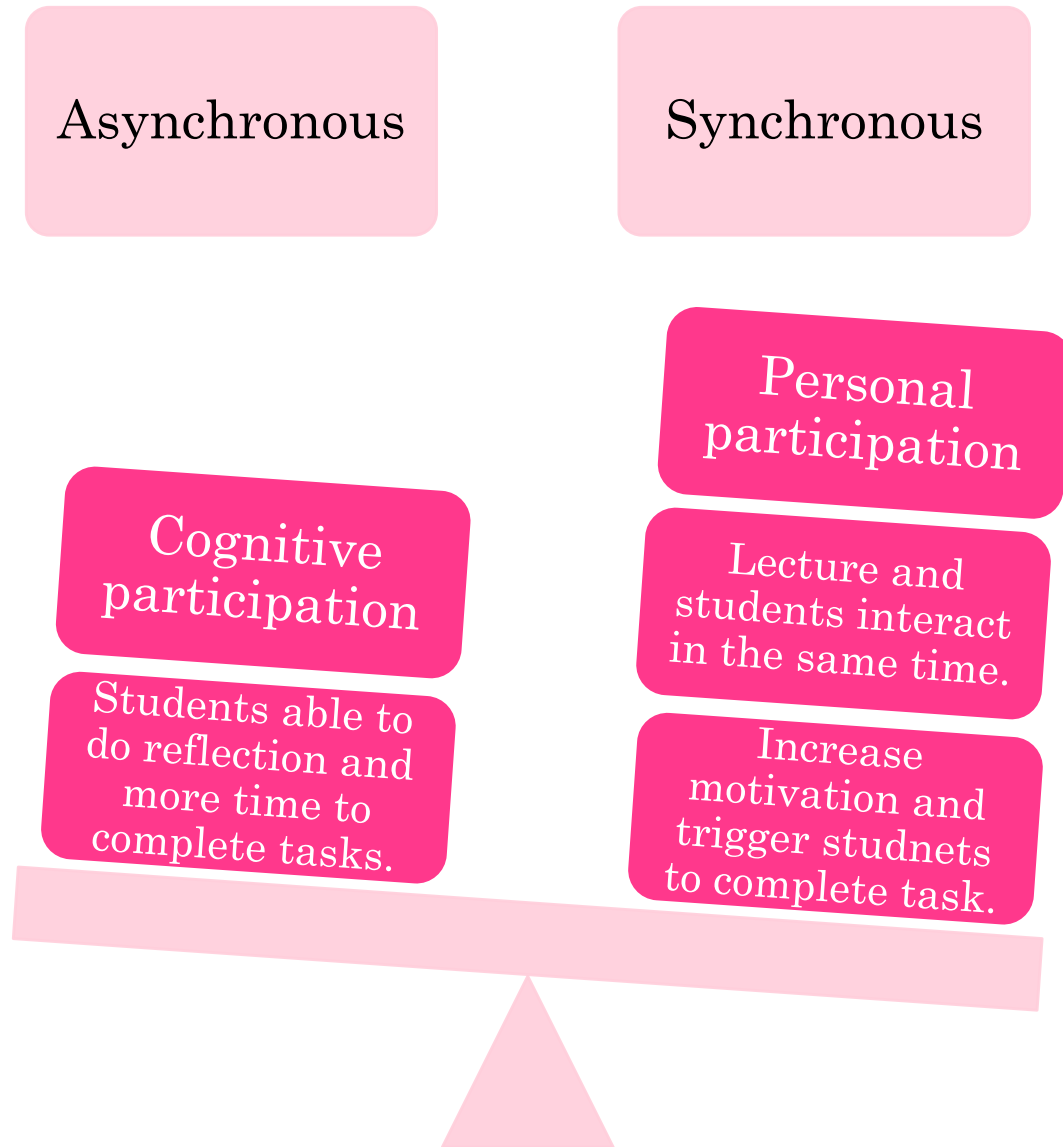 Asynchronous
Synchronous
Cognitive
participation
Students able to
do reflection and
more time to
complete tasks.
Personal
participation
Lecture and
students interact
in the same time.
Increase
motivation and
trigger studnets
to complete task.